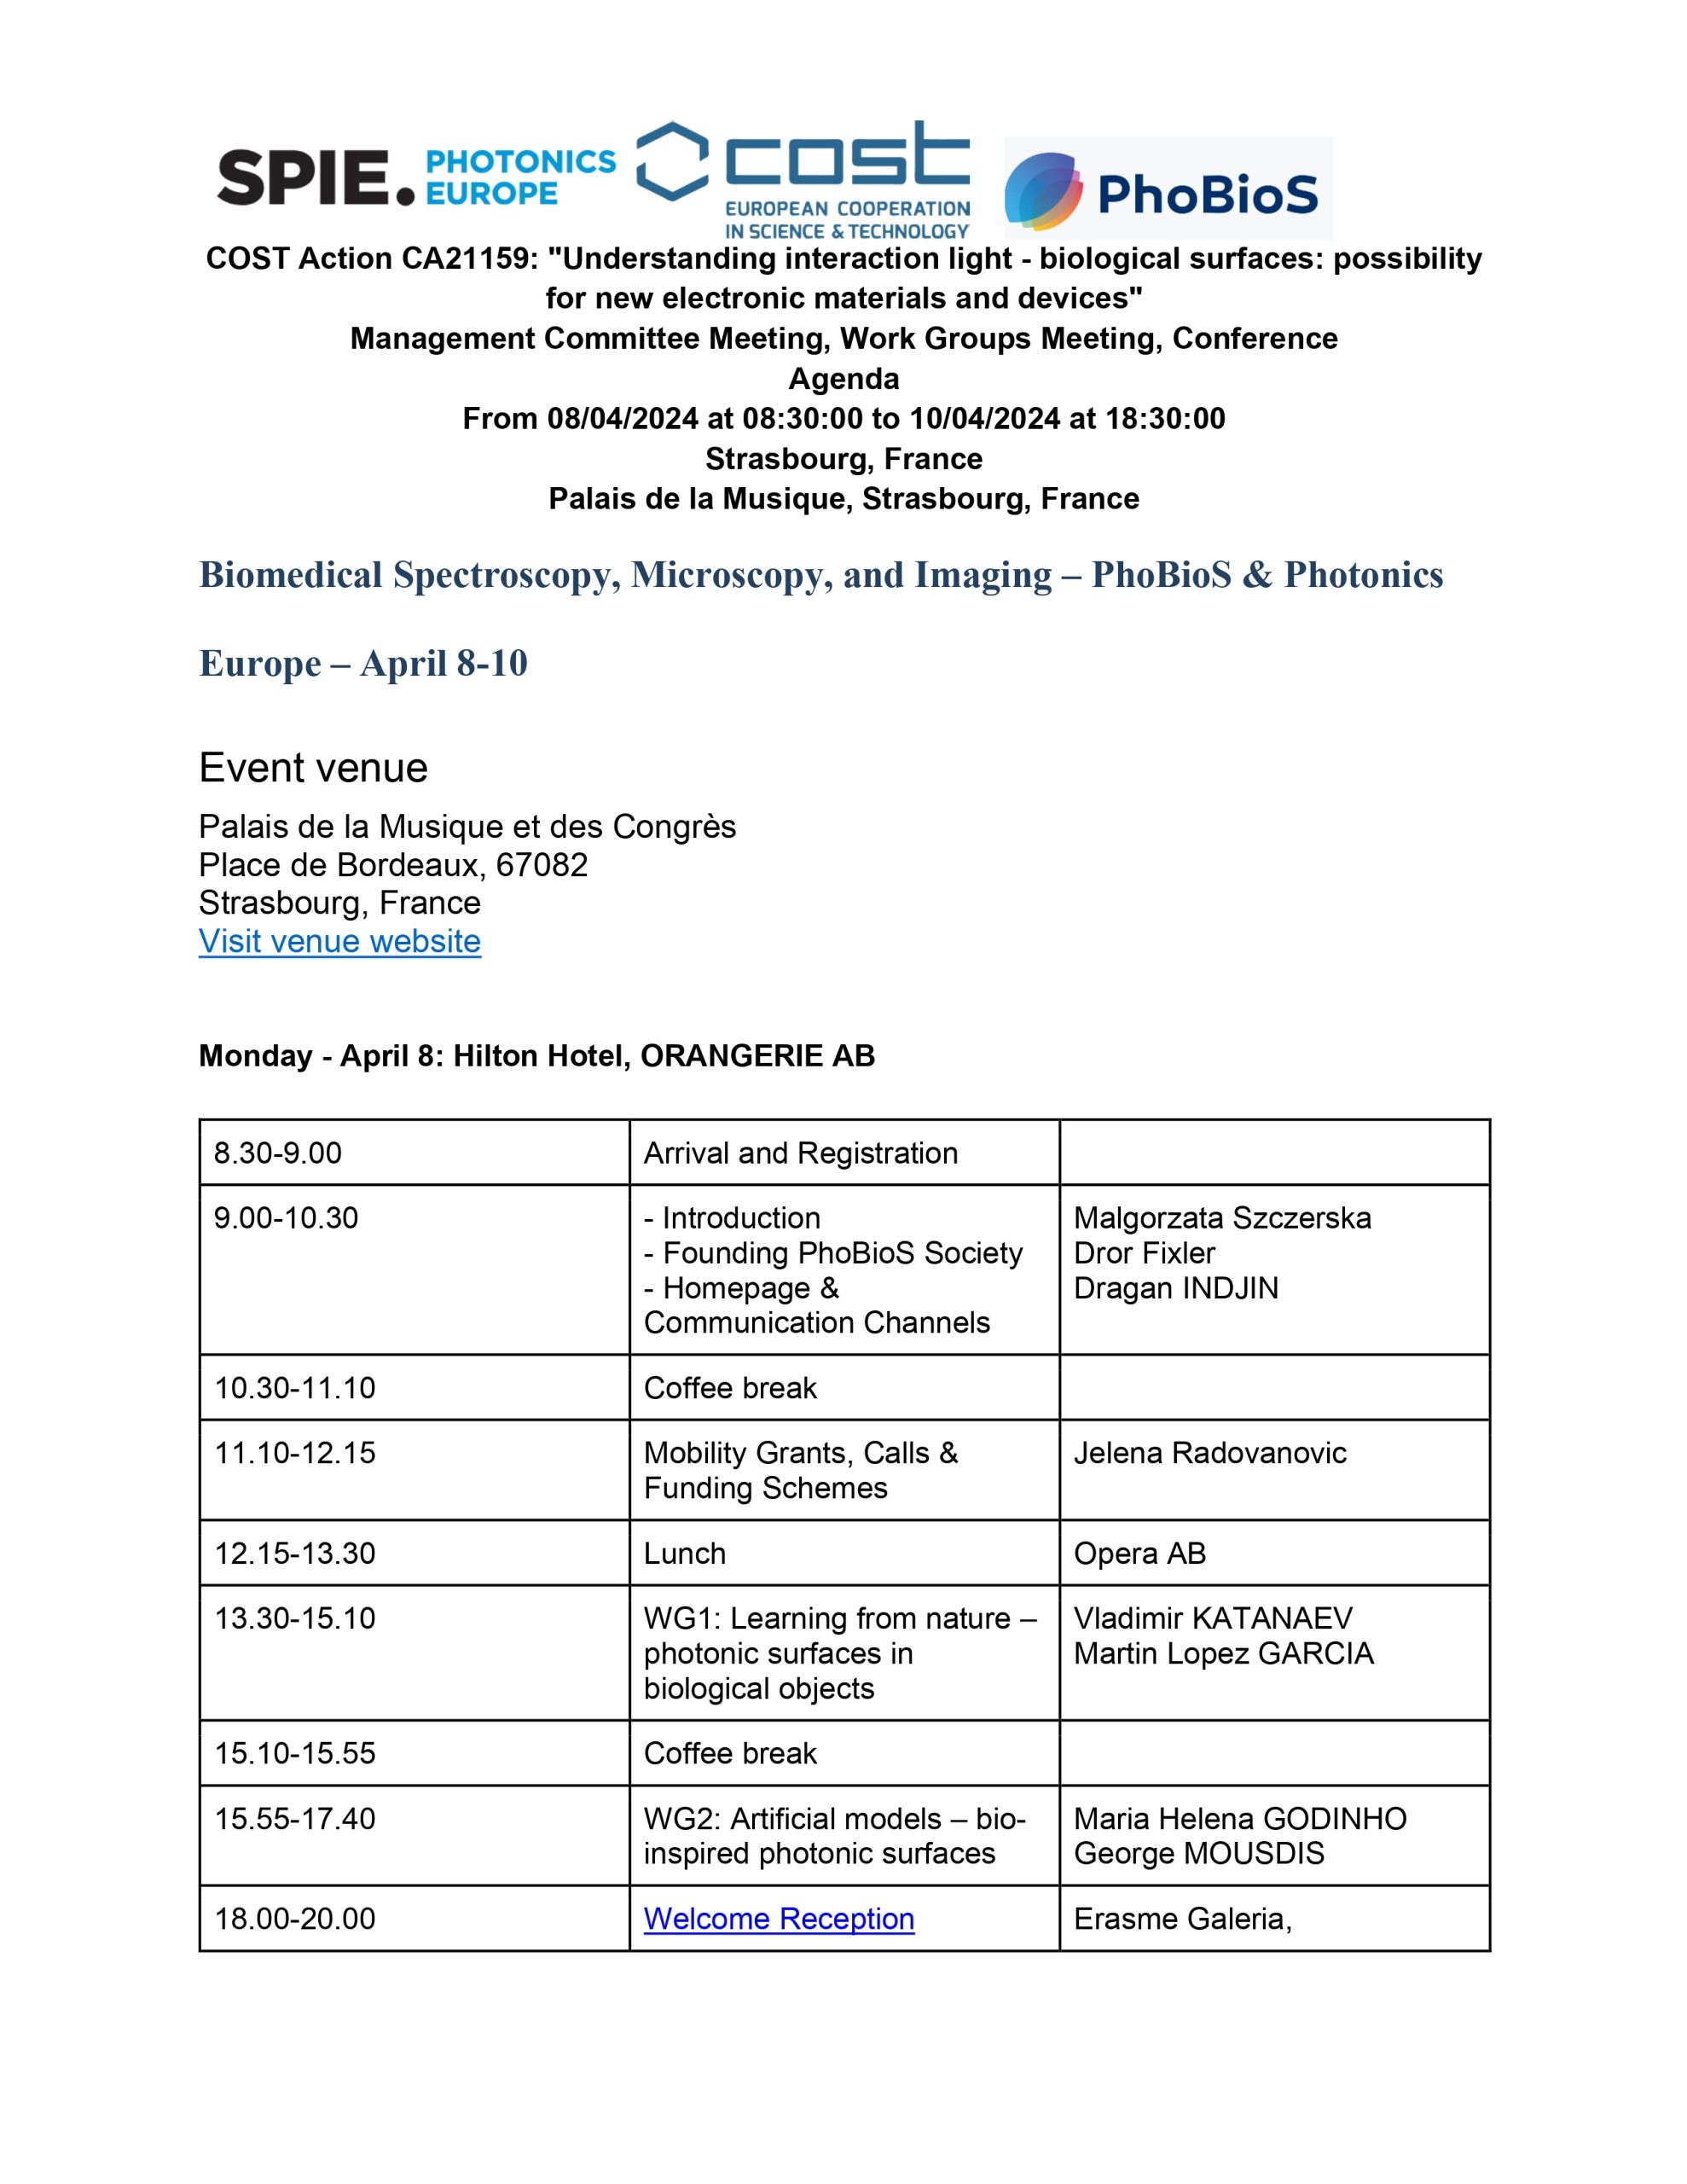 SPIE. PHOTONICS EUROPE
cost
EUROPEAN COOPERATION
IN SCIENCE & TECHNOLOGY
PhoBioS
COST Action CA21159: "Understanding interaction light - biological surfaces: possibility
for new electronic materials and devices"
Management Committee Meeting, Work Groups Meeting, Conference
Agenda
From 08/04/2024 at 08:30:00 to 10/04/2024 at 18:30:00
Strasbourg, France
Palais de la Musique, Strasbourg, France
Biomedical Spectroscopy, Microscopy, and Imaging – PhoBioS & Photonics
Europe – April 8-10
Event venue
Palais de la Musique et des Congrès
Place de Bordeaux, 67082
Strasbourg, France
Visit venue website
Monday - April 8: Hilton Hotel, ORANGERIE AB
8.30-9.00
Arrival and Registration
9.00-10.30
- Introduction
- Founding PhoBioS Society
- Homepage &
Communication Channels
Malgorzata Szczerska
Dror Fixler
Dragan INDJIN
10.30-11.10
Coffee break
11.10-12.15
Mobility Grants, Calls &
Funding Schemes
Jelena Radovanovic
12.15-13.30
Lunch
Opera AB
13.30-15.10
WG1: Learning from nature –
photonic surfaces in
biological objects
Vladimir KATANAEV
Martin Lopez GARCIA
15.10-15.55
Coffee break
15.55-17.40
WG2: Artificial models – bio-
inspired photonic surfaces
Maria Helena GODINHO
George MOUSDIS
18.00-20.00
Welcome Reception
Erasme Galeria,